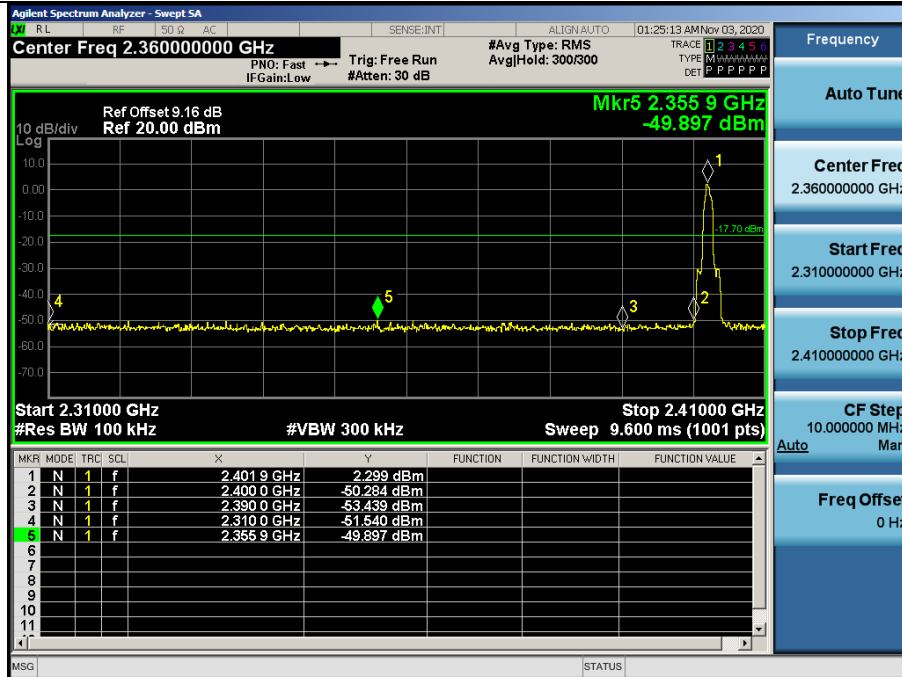 Agilent Spectrum Analyzer - Swept SA
LXI RL RF 50 Ω AC SENSE:INT ALIGN AUTO 01:25:13 AM Nov 03, 2020
Center Freq 2.360000000 GHz #Avg Type: RMS TRACE 1 2 3 4 5 6
PNO: Fast Trig: Free Run Avg|Hold: 300/300 TYPE M W W W W W
IFGain:Low #Atten: 30 dB DET P P P P P P
Ref Offset 9.16 dB Mkr5 2.355 9 GHz
10 dB/div Ref 20.00 dBm -49.897 dBm
Log
10.0
0.00
-10.0
-20.0
-30.0
-40.0
-50.0
-60.0
-70.0
1
-17.70 dBm
4
5
3
2
Start 2.31000 GHz Stop 2.41000 GHz
#Res BW 100 kHz #VBW 300 kHz Sweep 9.600 ms (1001 pts)
MKR MODE TRC SCL X Y FUNCTION FUNCTION WIDTH FUNCTION VALUE
1 N 1 f 2.401 9 GHz 2.299 dBm
2 N 1 f 2.400 0 GHz -50.284 dBm
3 N 1 f 2.390 0 GHz -53.439 dBm
4 N 1 f 2.310 0 GHz -51.540 dBm
5 N 1 f 2.355 9 GHz -49.897 dBm
6
7
8
9
10
11
MSG STATUS
Frequency
Auto Tune
Center Freq
2.360000000 GHz
Start Freq
2.310000000 GHz
Stop Freq
2.410000000 GHz
CF Step
10.000000 MHz
Auto Man
Freq Offset
0 Hz